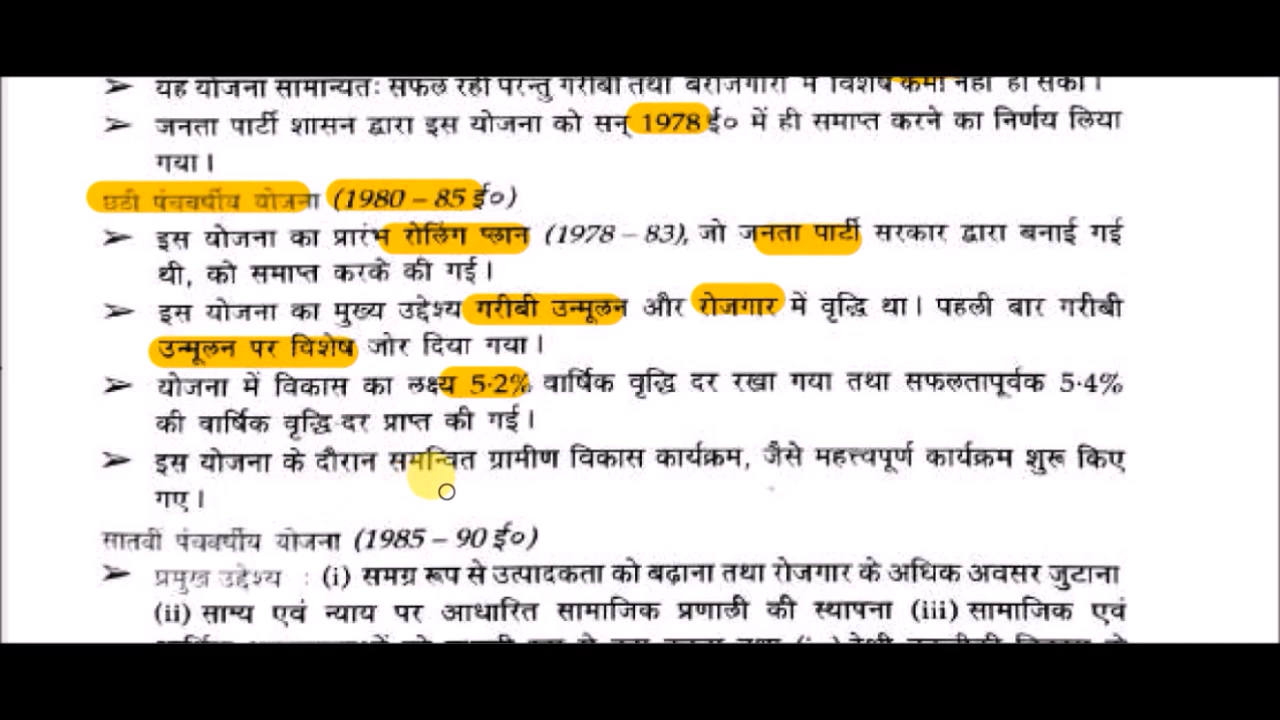 ➢ यह योजना सामान्यतः सफल रही परन्तु गरीबी तथा बेरोजगारी में विशेष कमी नहीं हो सकी।
➢ जनता पार्टी शासन द्वारा इस योजना को सन् 1978 ई० में ही समाप्त करने का निर्णय लिया
गया।
छठी पंचवर्षीय योजना (1980 – 85 ई०)
➢ इस योजना का प्रारंभ रोलिंग प्लान (1978 – 83), जो जनता पार्टी सरकार द्वारा बनाई गई
थी, को समाप्त करके की गई।
➢ इस योजना का मुख्य उद्देश्य गरीबी उन्मूलन और रोजगार में वृद्धि था। पहली बार गरीबी
उन्मूलन पर विशेष जोर दिया गया।
➢ योजना में विकास का लक्ष्य 5·2% वार्षिक वृद्धि दर रखा गया तथा सफलतापूर्वक 5·4%
की वार्षिक वृद्धि-दर प्राप्त की गई।
➢ इस योजना के दौरान समन्वित ग्रामीण विकास कार्यक्रम, जैसे महत्त्वपूर्ण कार्यक्रम शुरू किए
गए।
सातवीं पंचवर्षीय योजना (1985 – 90 ई०)
➢ प्रमुख उद्देश्य : (i) समग्र रूप से उत्पादकता को बढ़ाना तथा रोजगार के अधिक अवसर जुटाना
(ii) साम्य एवं न्याय पर आधारित सामाजिक प्रणाली की स्थापना (iii) सामाजिक एवं